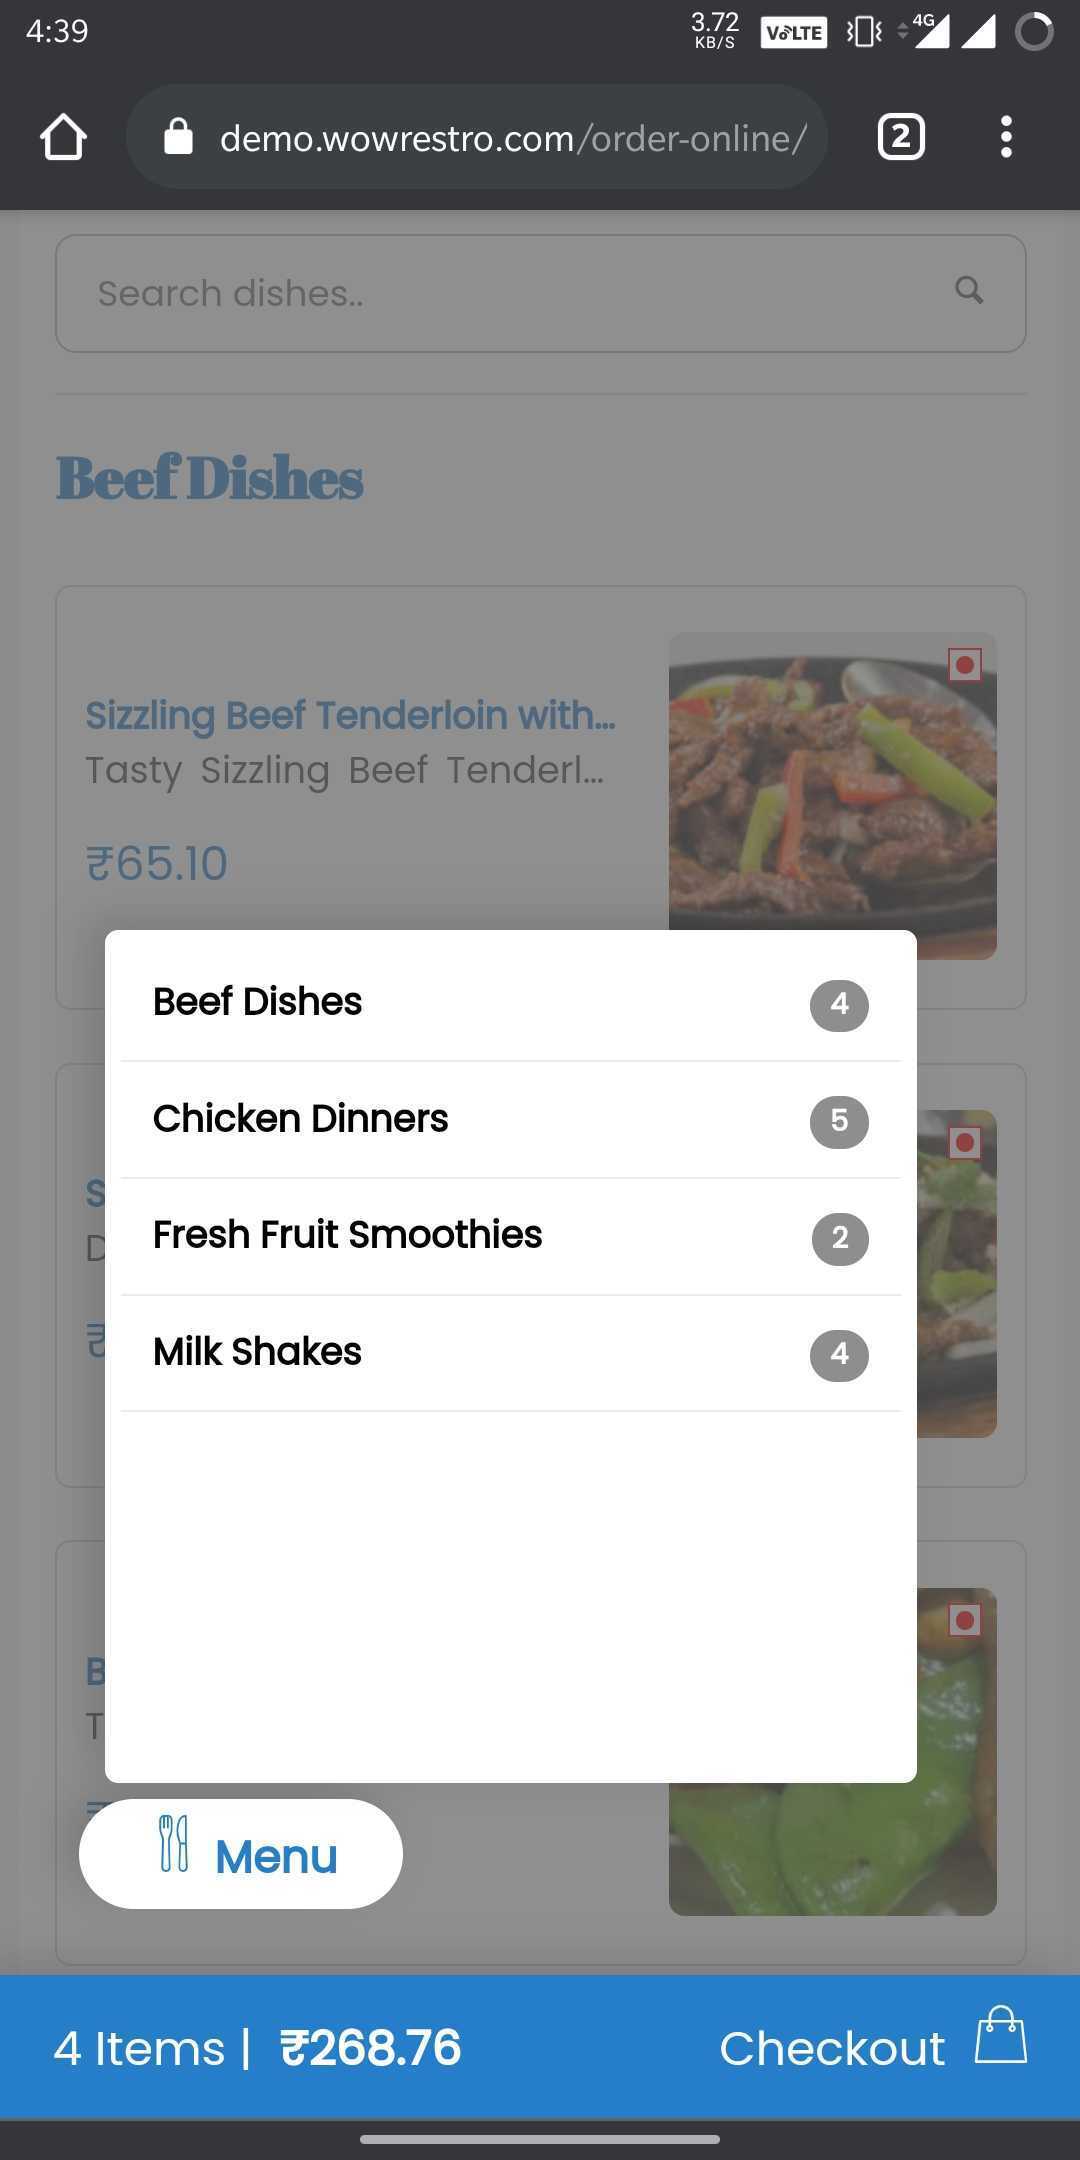 4:39
3.72
KB/S
VoLTE
4G
demo.wowrestro.com/order-online/
2
Search dishes..
Beef Dishes
Sizzling Beef Tenderloin with...
Tasty Sizzling Beef Tenderl...
₹65.10
Beef Dishes 4
Chicken Dinners 5
S
D
Fresh Fruit Smoothies 2
₹
Milk Shakes 4
B
T
Menu
4 Items | ₹268.76
Checkout